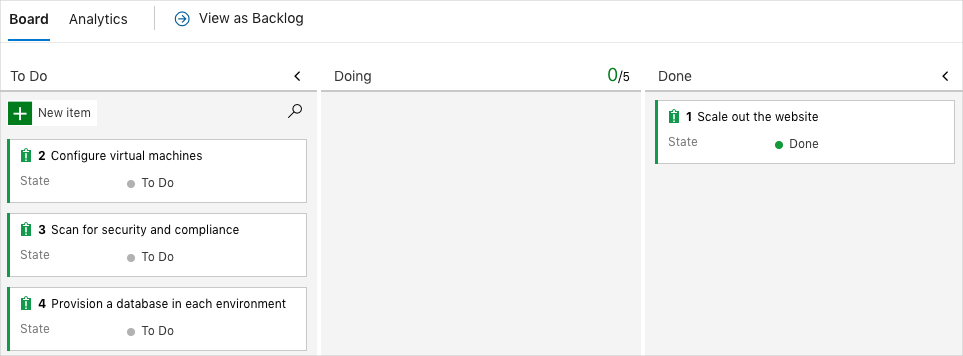 Board Analytics View as Backlog
To Do
New item
2 Configure virtual machines
State To Do
3 Scan for security and compliance
State To Do
4 Provision a database in each environment
State To Do
Doing 0/5
Done
1 Scale out the website
State Done